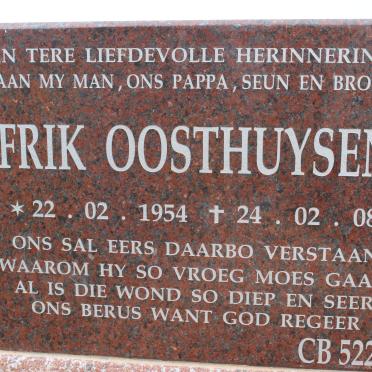 N TERE LIEFDEVOLLE HERINNERIN
AAN MY MAN, ONS PAPPA, SEUN EN BRO
FRIK OOSTHUYSEN
* 22 . 02 . 1954 ✝ 24 . 02 . 08
ONS SAL EERS DAARBO VERSTAAN
WAAROM HY SO VROEG MOES GAA
AL IS DIE WOND SO DIEP EN SEER
ONS BERUS WANT GOD REGEER
CB 522